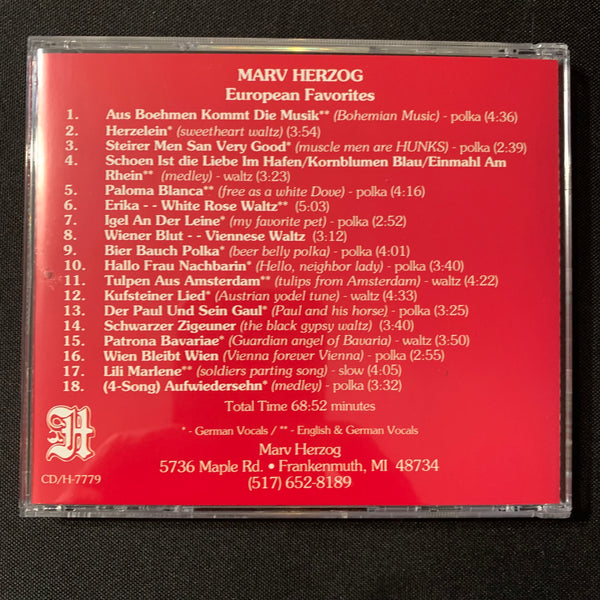 MARV HERZOG
European Favorites
1. Aus Boehmen Kommt Die Musik** (Bohemian Music) - polka (4:36)
2. Herzelein* (sweetheart waltz) (3:54)
3. Steirer Men San Very Good* (muscle men are HUNKS) - polka (2:39)
4. Schoen Ist die Liebe Im Hafen/Kornblumen Blau/Einmahl Am
Rhein** (medley) - waltz (3:23)
5. Paloma Blanca** (free as a white Dove) - polka (4:16)
6. Erika - - White Rose Waltz** (5:03)
7. Igel An Der Leine* (my favorite pet) - polka (2:52)
8. Wiener Blut - - Viennese Waltz (3:12)
9. Bier Bauch Polka* (beer belly polka) - polka (4:01)
10. Hallo Frau Nachbarin* (Hello, neighbor lady) - polka (3:40)
11. Tulpen Aus Amsterdam** (tulips from Amsterdam) - waltz (4:22)
12. Kufsteiner Lied* (Austrian yodel tune) - waltz (4:33)
13. Der Paul Und Sein Gaul* (Paul and his horse) - polka (3:25)
14. Schwarzer Zigeuner (the black gypsy waltz) (3:40)
15. Patrona Bavariae* (Guardian angel of Bavaria) - waltz (3:50)
16. Wien Bleibt Wien (Vienna forever Vienna) - polka (2:55)
17. Lili Marlene** (soldiers parting song) - slow (4:05)
18. (4-Song) Aufwiedersehn* (medley) - polka (3:32)
Total Time 68:52 minutes
* - German Vocals / ** - English & German Vocals
H
CD/H-7779
Marv Herzog
5736 Maple Rd. • Frankenmuth, MI 48734
(517) 652-8189